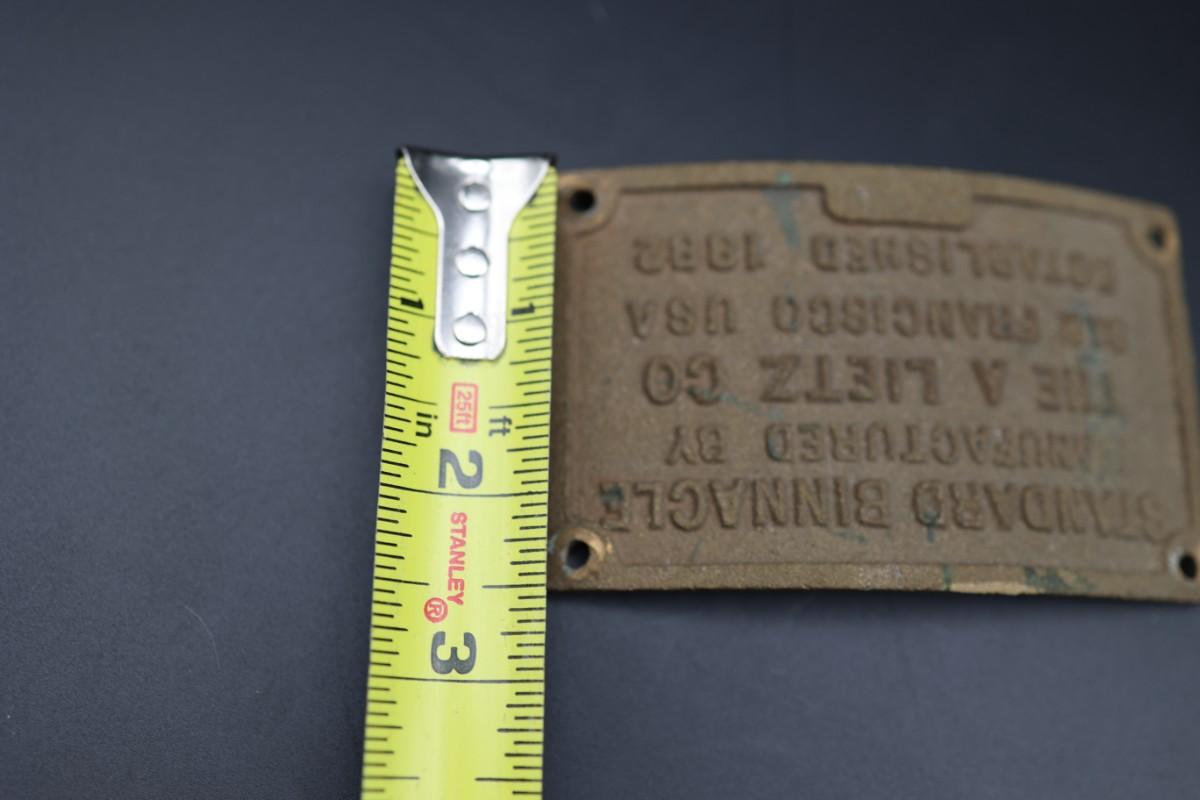 1 1
25ft
ft
in
2
STANLEY®
3
STANDARD BINNACLE
MANUFACTURED BY
THE A LIETZ CO
SAN FRANCISCO USA
ESTABLISHED 1882